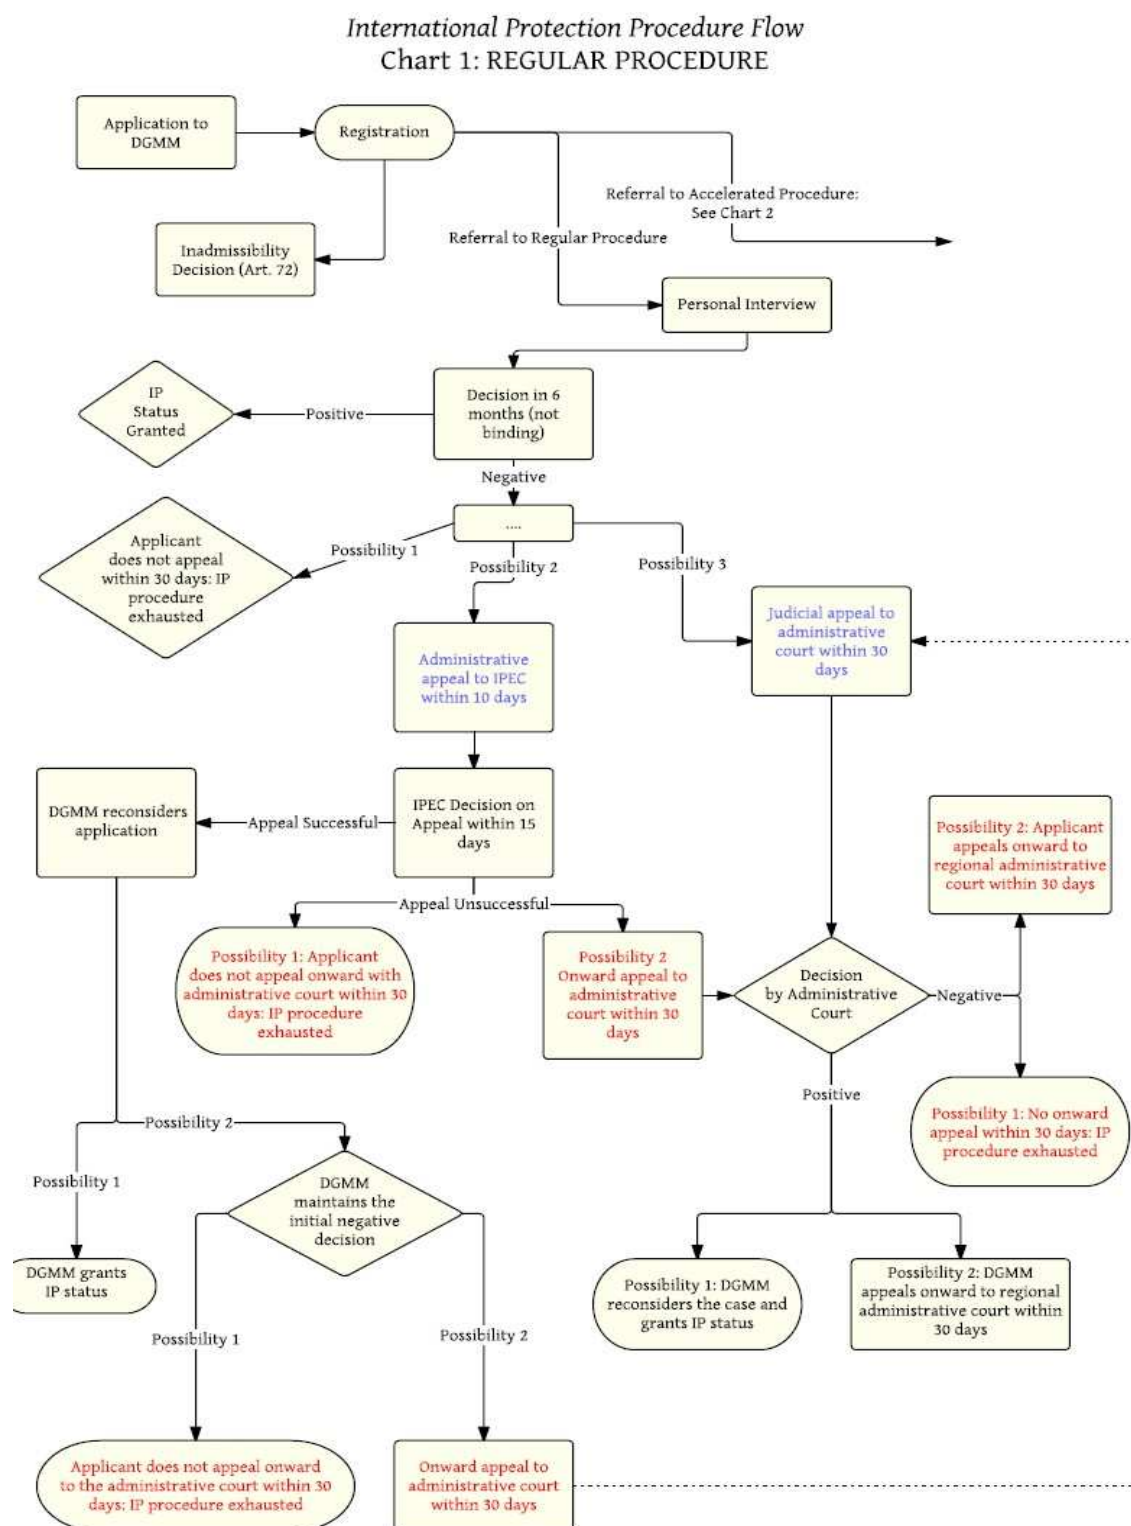 International Protection Procedure Flow
Chart 1: REGULAR PROCEDURE
Application to
DGMM
Registration
Referral to Accelerated Procedure:
See Chart 2
Inadmissibility
Decision (Art. 72)
Referral to Regular Procedure
Personal Interview
IP
Status
Granted
Positive
Decision in 6
months (not
binding)
Negative
....
Applicant
does not appeal
within 30 days: IP
procedure
exhausted
Possibility 1
Possibility 2
Possibility 3
Administrative
appeal to IPEC
within 10 days
Judicial appeal to
administrative
court within 30
days
DGMM reconsiders
application
Appeal Successful
IPEC Decision on
Appeal within 15
days
Possibility 2: Applicant
appeals onward to
regional administrative
court within 30 days
Appeal Unsuccessful
Possibility 1: Applicant
does not appeal onward with
administrative court within 30
days: IP procedure
exhausted
Possibility 2
Onward appeal to
administrative
court within 30
days
Decision
by Administrative
Court
Negative
Positive
Possibility 1: No onward
appeal within 30 days: IP
procedure exhausted
Possibility 2
Possibility 1
DGMM
maintains the
initial negative
decision
DGMM grants
IP status
Possibility 1: DGMM
reconsiders the case and
grants IP status
Possibility 2: DGMM
appeals onward to regional
administrative court within
30 days
Possibility 1
Possibility 2
Applicant does not appeal onward
to the administrative court within 30
days: IP procedure exhausted
Onward appeal to
administrative court
within 30 days